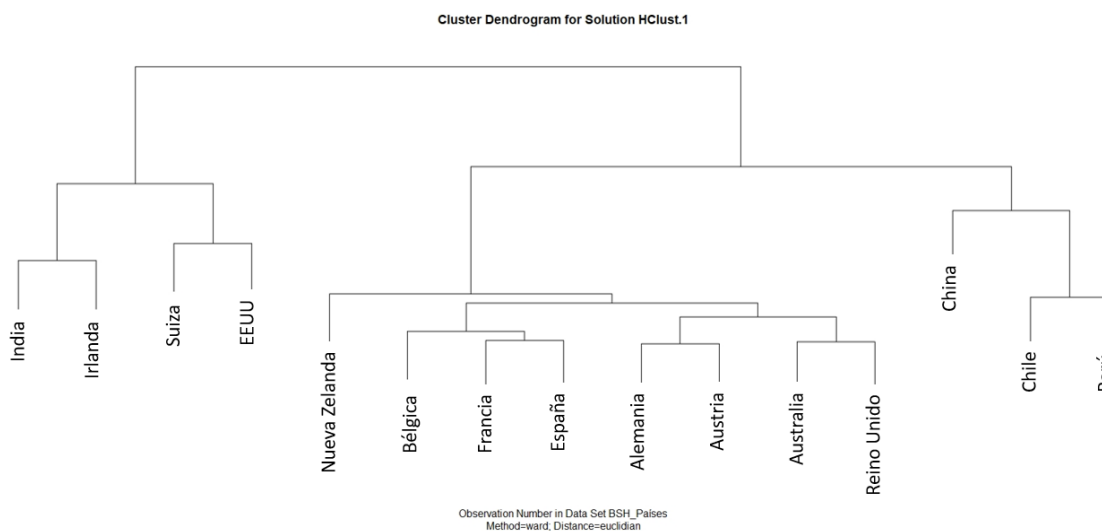 Cluster Dendrogram for Solution HClust.1
India
Irlanda
Suiza
EEUU
Nueva Zelanda
Bélgica
Francia
España
Alemania
Austria
Australia
Reino Unido
China
Chile
Observation Number in Data Set BSH_Países
Method=ward; Distance=euclidian